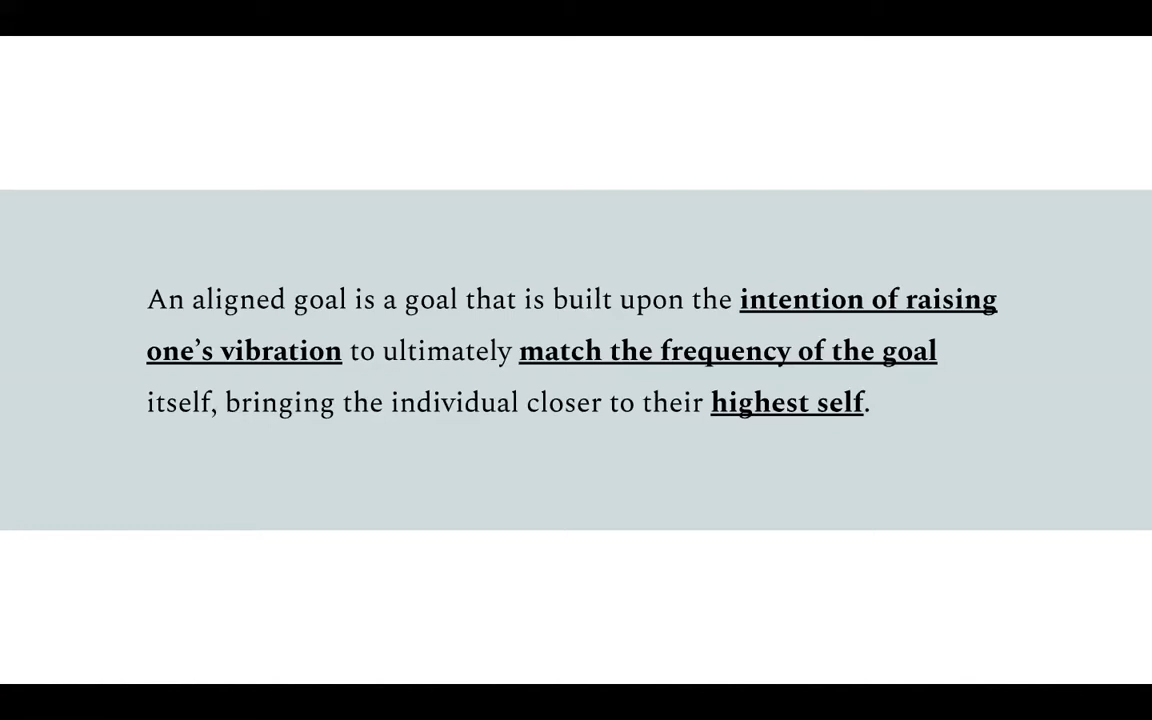 An aligned goal is a goal that is built upon the intention of raising
one’s vibration to ultimately match the frequency of the goal
itself, bringing the individual closer to their highest self.